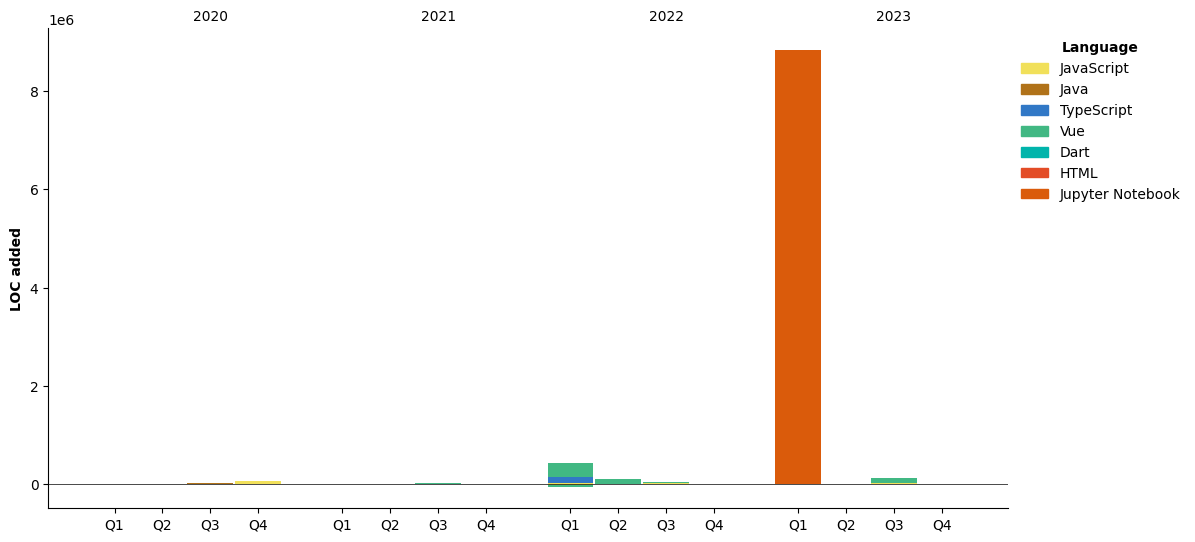 1e6
2020 2021 2022 2023
Language
JavaScript
Java
TypeScript
Vue
Dart
HTML
Jupyter Notebook
LOC added
8
6
4
2
0
Q1 Q2 Q3 Q4 Q1 Q2 Q3 Q4 Q1 Q2 Q3 Q4 Q1 Q2 Q3 Q4